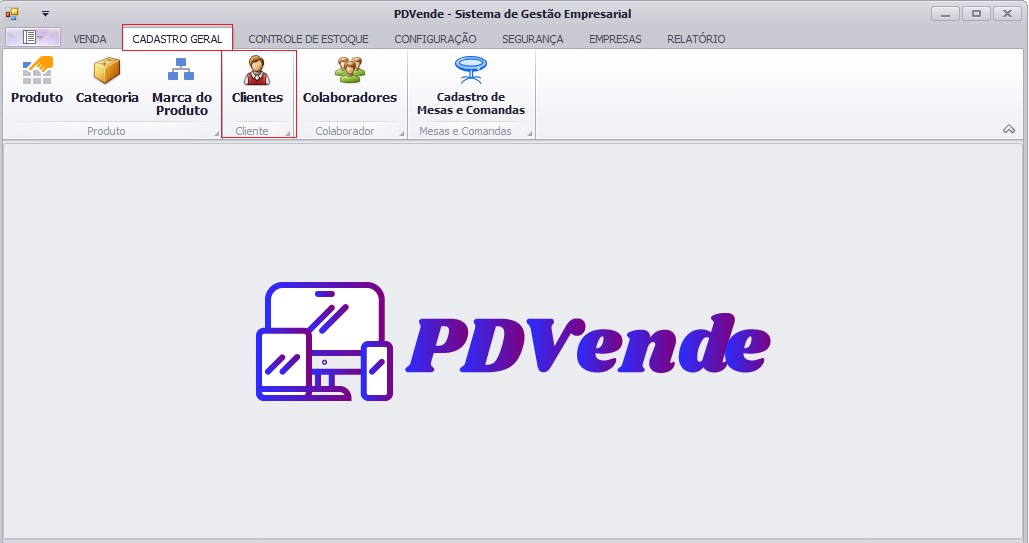 PDVende - Sistema de Gestão Empresarial
VENDA CADASTRO GERAL CONTROLE DE ESTOQUE CONFIGURAÇÃO SEGURANÇA EMPRESAS RELATÓRIO
Produto Categoria Marca do Produto Clientes Colaboradores Cadastro de Mesas e Comandas
Produto Cliente Colaborador Mesas e Comandas
PDVende